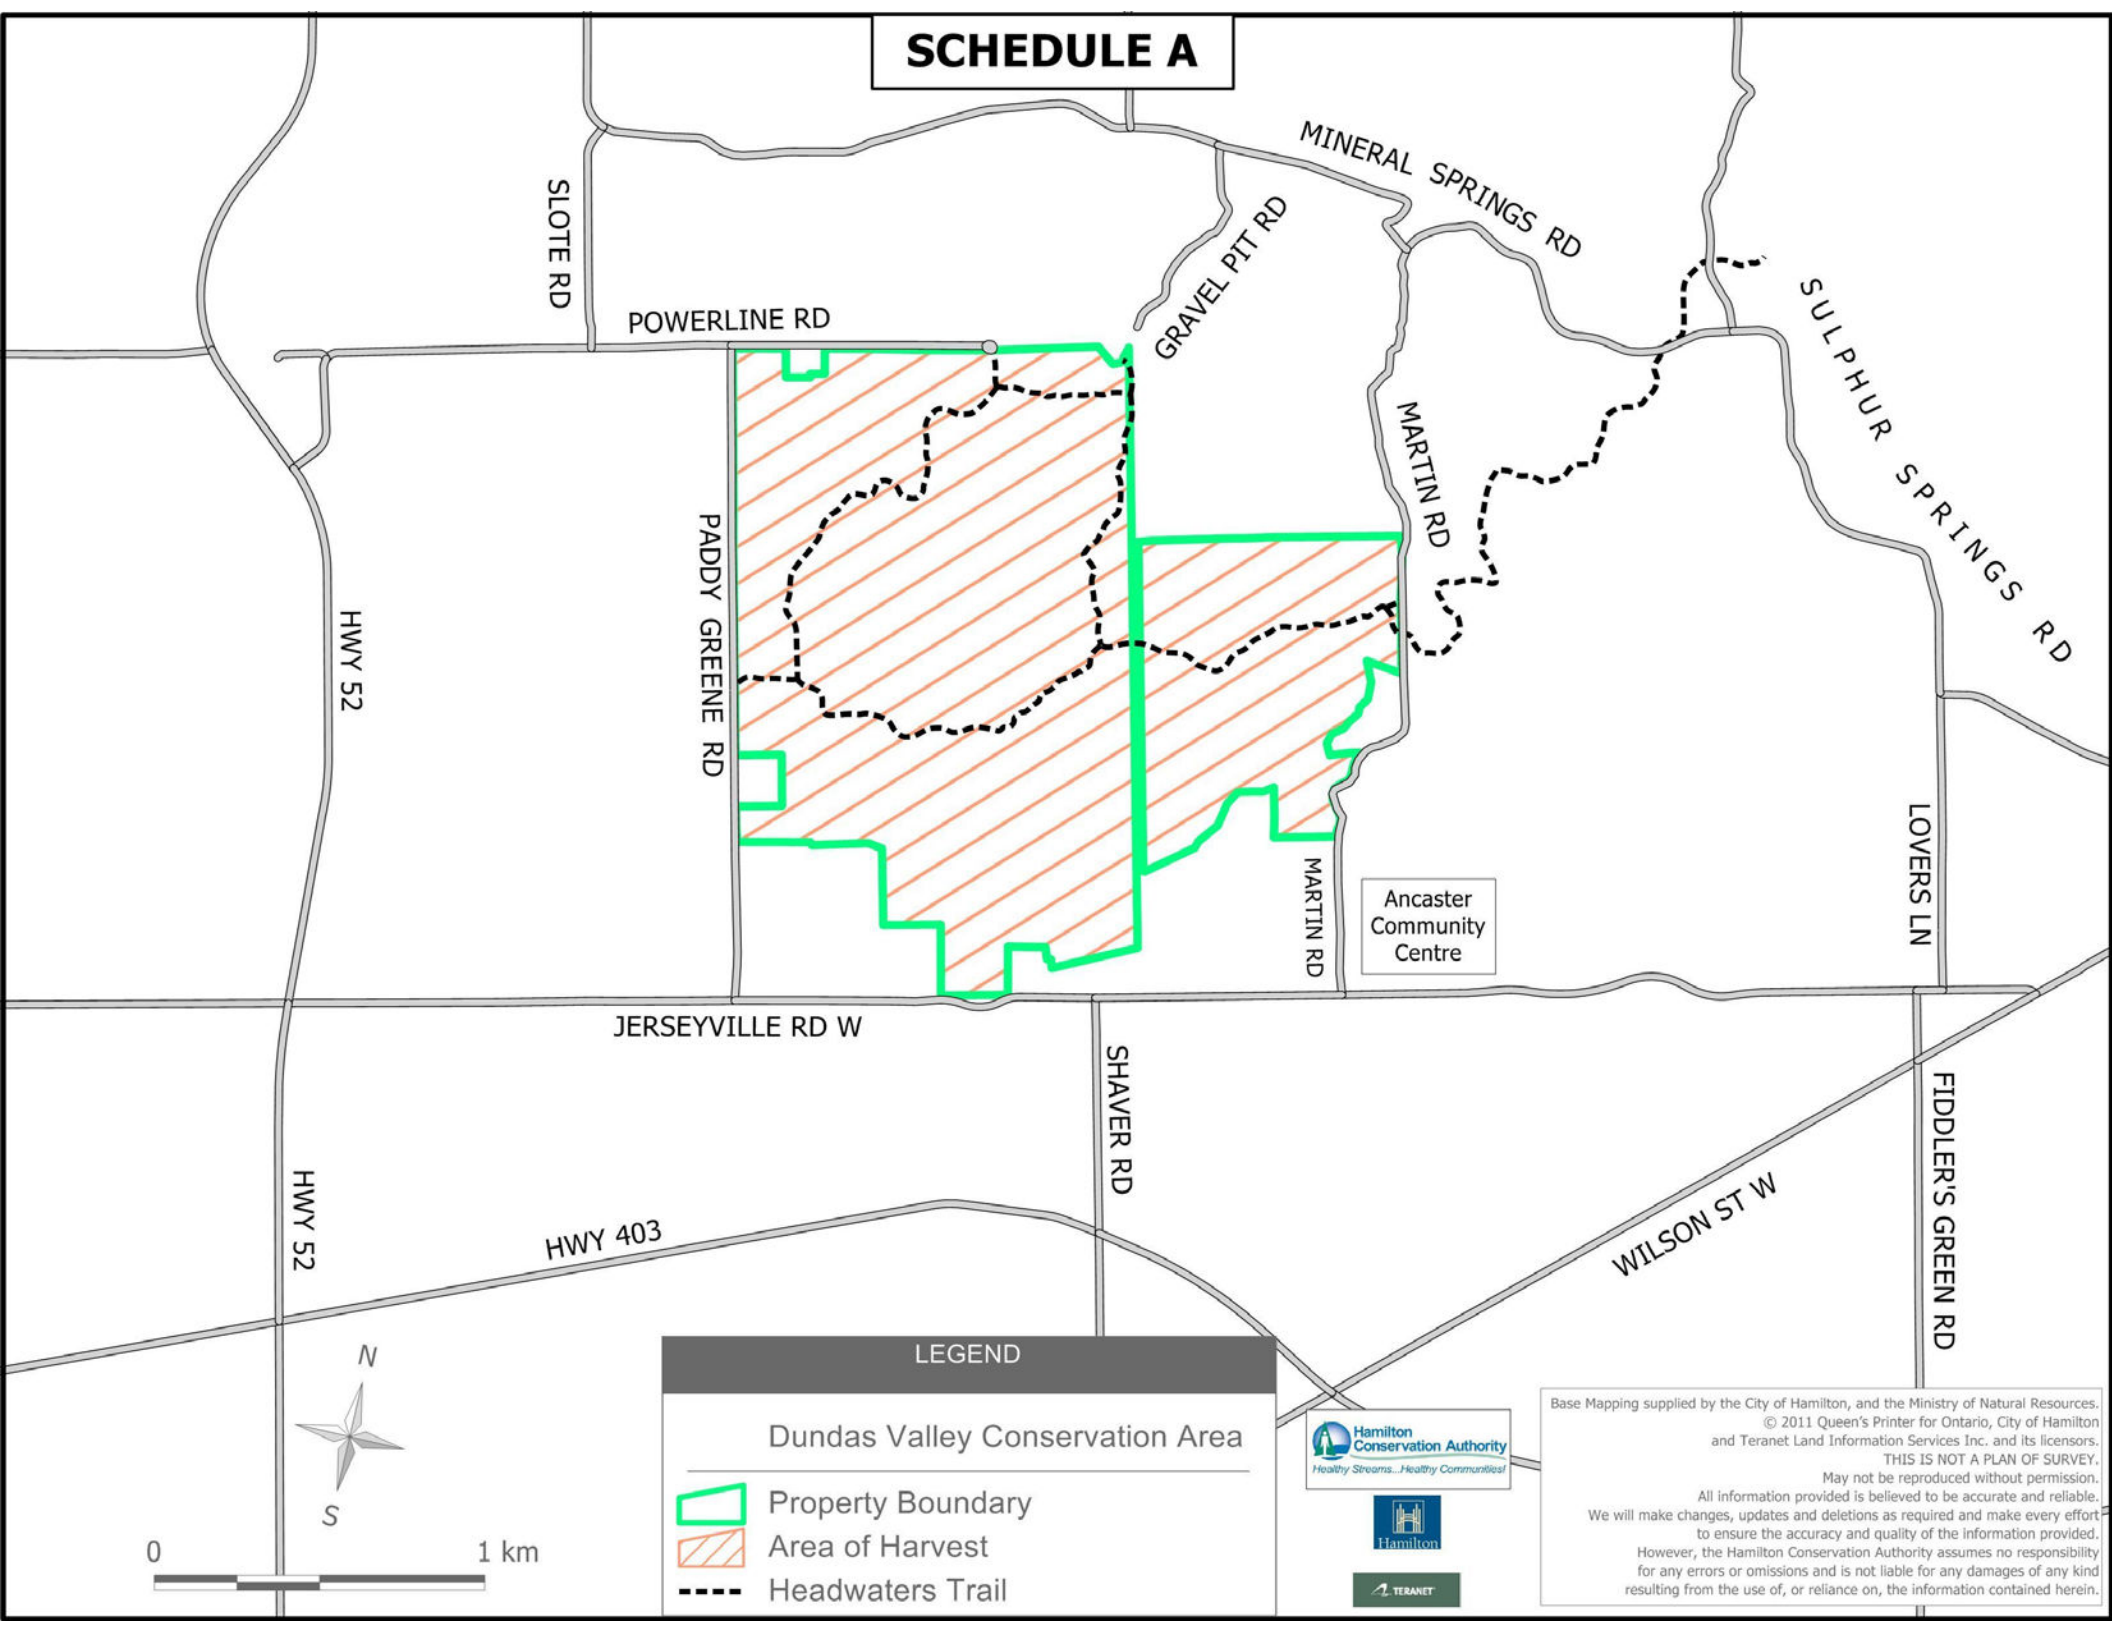 SCHEDULE A
MINERAL SPRINGS RD
SLOTE RD
GRAVEL PIT RD
POWERLINE RD
SULPHUR SPRINGS RD
MARTIN RD
PADDY GREENE RD
HWY 52
LOVERS LN
MARTIN RD
Ancaster
Community
Centre
JERSEYVILLE RD W
SHAVER RD
FIDDLER'S GREEN RD
HWY 52
HWY 403
WILSON ST W
N
S
0 1 km
LEGEND
Dundas Valley Conservation Area
Property Boundary
Area of Harvest
Headwaters Trail
Hamilton
Conservation Authority
Healthy Streams...Healthy Communities!
Hamilton
TERANET
Base Mapping supplied by the City of Hamilton, and the Ministry of Natural Resources.
© 2011 Queen's Printer for Ontario, City of Hamilton
and Teranet Land Information Services Inc. and its licensors.
THIS IS NOT A PLAN OF SURVEY.
May not be reproduced without permission.
All information provided is believed to be accurate and reliable.
We will make changes, updates and deletions as required and make every effort
to ensure the accuracy and quality of the information provided.
However, the Hamilton Conservation Authority assumes no responsibility
for any errors or omissions and is not liable for any damages of any kind
resulting from the use of, or reliance on, the information contained herein.